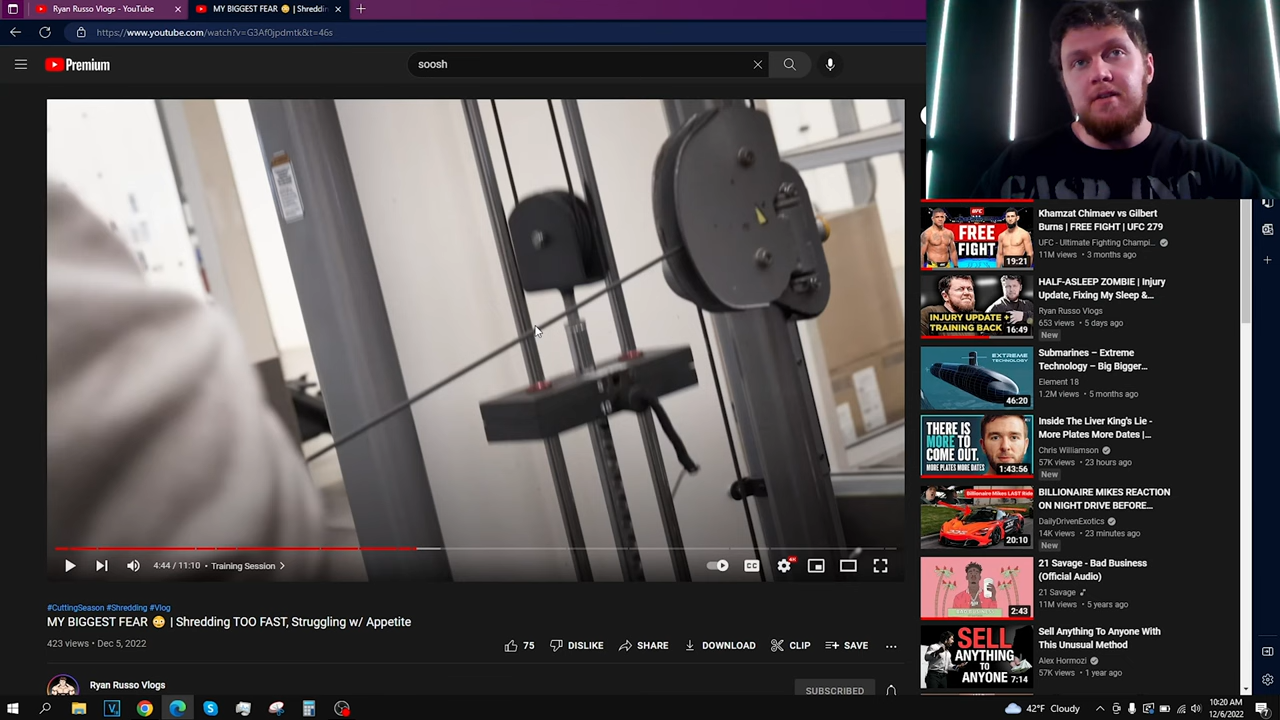 Ryan Russo Vlogs - YouTube
MY BIGGEST FEAR 😳 | Shreddin
https://www.youtube.com/watch?v=G3Af0jpdmtk&t=46s
Premium
soosh
GASP INC
4:44 / 11:10 • Training Session
#CuttingSeason #Shredding #Vlog
MY BIGGEST FEAR 😳 | Shredding TOO FAST, Struggling w/ Appetite
423 views • Dec 5, 2022
75
DISLIKE
SHARE
DOWNLOAD
CLIP
SAVE
Ryan Russo Vlogs
SUBSCRIBED
UFC
FREE
FIGHT
19:21
Khamzat Chimaev vs Gilbert
Burns | FREE FIGHT | UFC 279
UFC - Ultimate Fighting Champi...
11M views • 3 months ago
INJURY UPDATE +
TRAINING BACK
16:49
HALF-ASLEEP ZOMBIE | Injury
Update, Fixing My Sleep &...
Ryan Russo Vlogs
653 views • 5 days ago
New
EXTREME
TECHNOLOGY
46:20
Submarines – Extreme
Technology – Big Bigger...
Element 18
1.2M views • 5 months ago
THERE IS
MORE TO
COME OUT.
MORE PLATES MORE DATES
1:43:56
Inside The Liver King's Lie -
More Plates More Dates |...
Chris Williamson
57K views • 23 hours ago
New
Billionaire Mikes LAST Ride
20:10
BILLIONAIRE MIKES REACTION
ON NIGHT DRIVE BEFORE...
DailyDrivenExotics
14K views • 23 minutes ago
New
2:43
21 Savage - Bad Business
(Official Audio)
21 Savage
11M views • 5 years ago
SELL
ANYTHING
TO
ANYONE
7:14
Sell Anything To Anyone With
This Unusual Method
Alex Hormozi
57K views • 1 year ago
42°F Cloudy
10:20 AM
12/6/2022